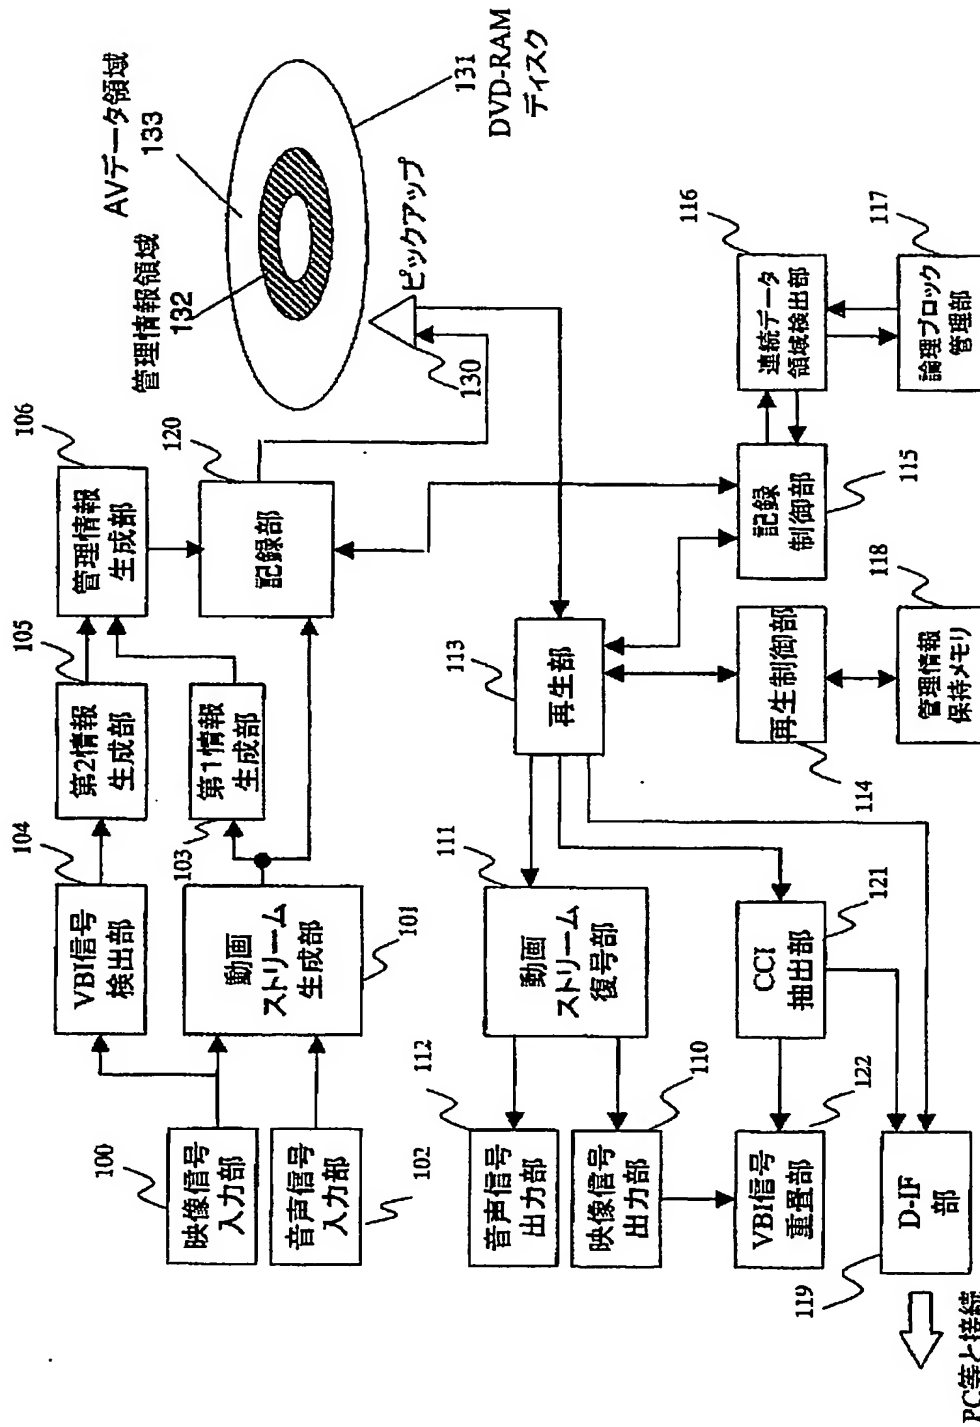 100
映像信号
入力部
音声信号
入力部
102
104
VBI信号
検出部
動画
ストリーム
生成部
101
105
第2情報
生成部
103
第1情報
生成部
106
管理情報
生成部
120
記録部
管理情報領域
132
AVデータ領域
133
ピックアップ
130
131
DVD-RAM
ディスク
112
音声信号
出力部
映像信号
出力部
110
111
動画
ストリーム
復号部
113
再生部
VBI信号
重畳部
122
CCI
抽出部
121
再生制御部
114
記録
制御部
115
116
連続データ
領域検出部
論理ブロック
管理部
117
管理情報
保持メモリ
118
D-IF
部
119
PC等と接続